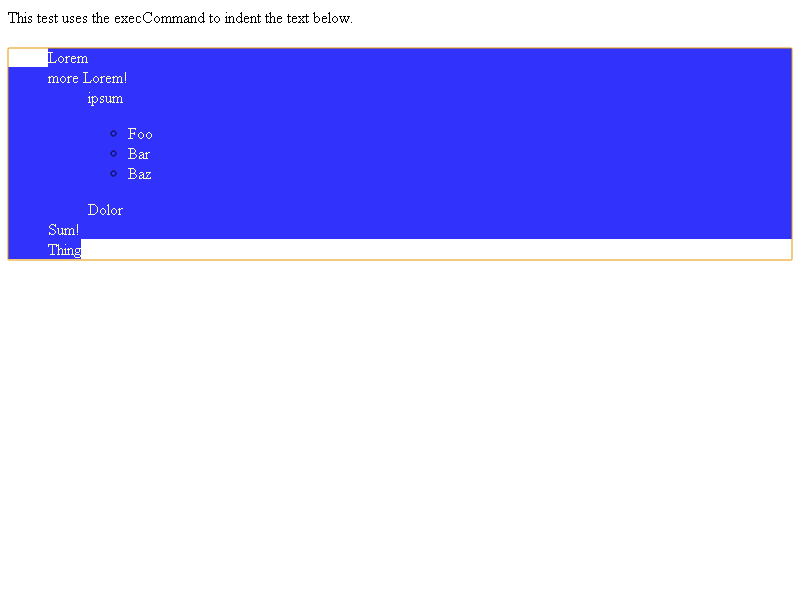 This test uses the execCommand to indent the text below.
Lorem
more Lorem!
ipsum
Foo
Bar
Baz
Dolor
Sum!
Thing